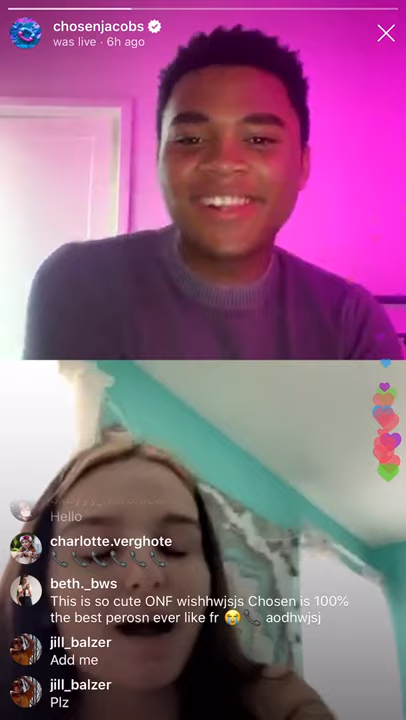 chosenjacobs
was live · 6h ago
Hello
charlotte.verghote
beth._bws
This is so cute ONF wishhwjsjs Chosen is 100%
the best perosn ever like fr 😭📞 aodhwjsj
jill_balzer
Add me
jill_balzer
Plz